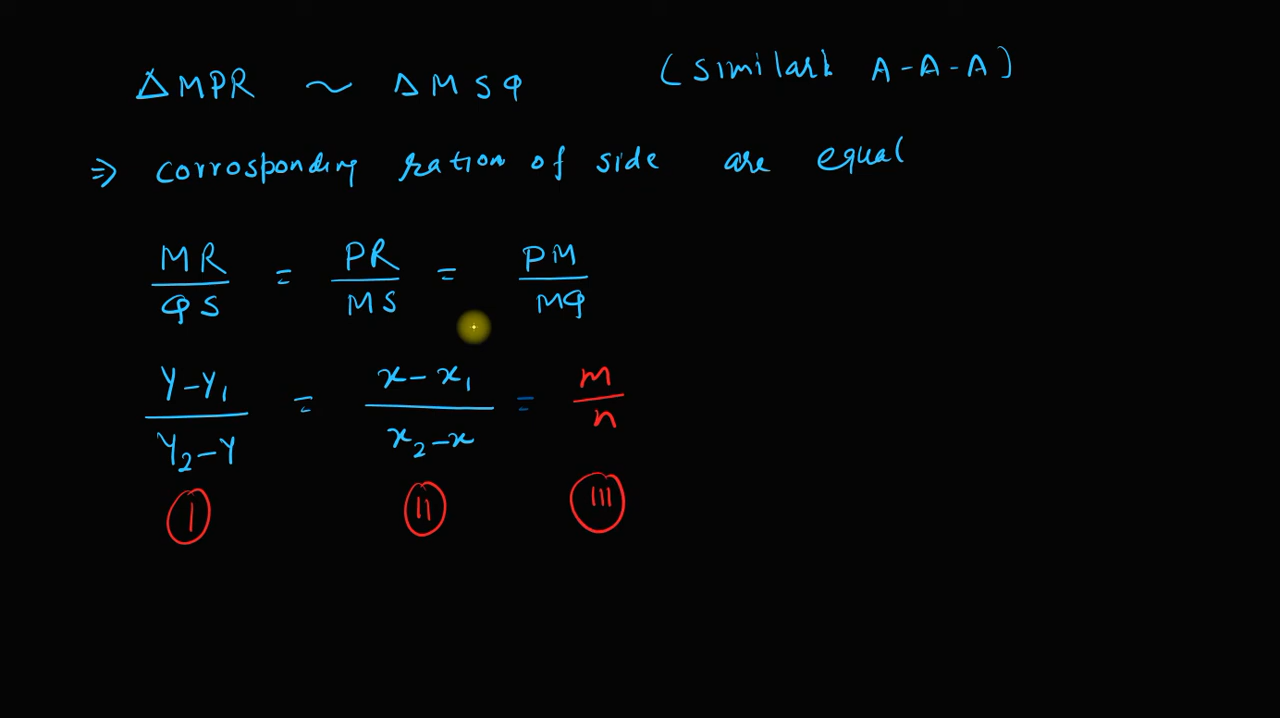 ΔMPR ~ ΔMSQ (similark A-A-A)
⇒ corrosponding ration of side are equal
MR/QS = PR/MS = PM/MQ
y-y₁/y₂-y = x-x₁/x₂-x = m/n
I II III